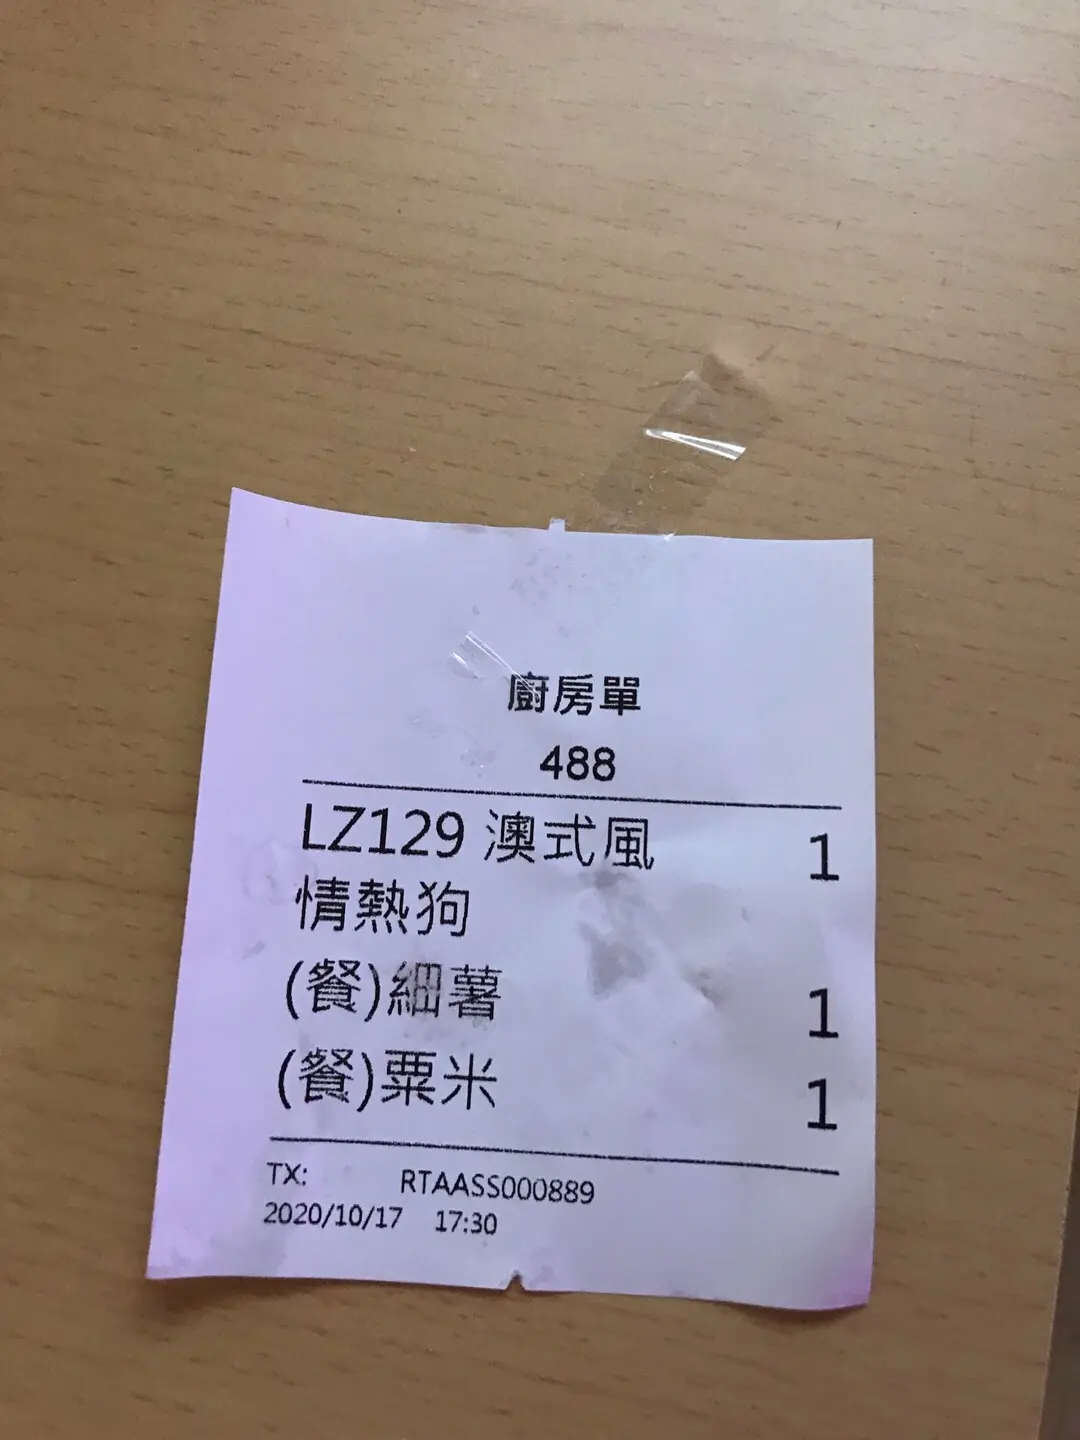 廚房單
488
LZ129 澳式風 1
情熱狗
(餐)細薯 1
(餐)粟米 1
TX: RTAASS000889
2020/10/17 17:30